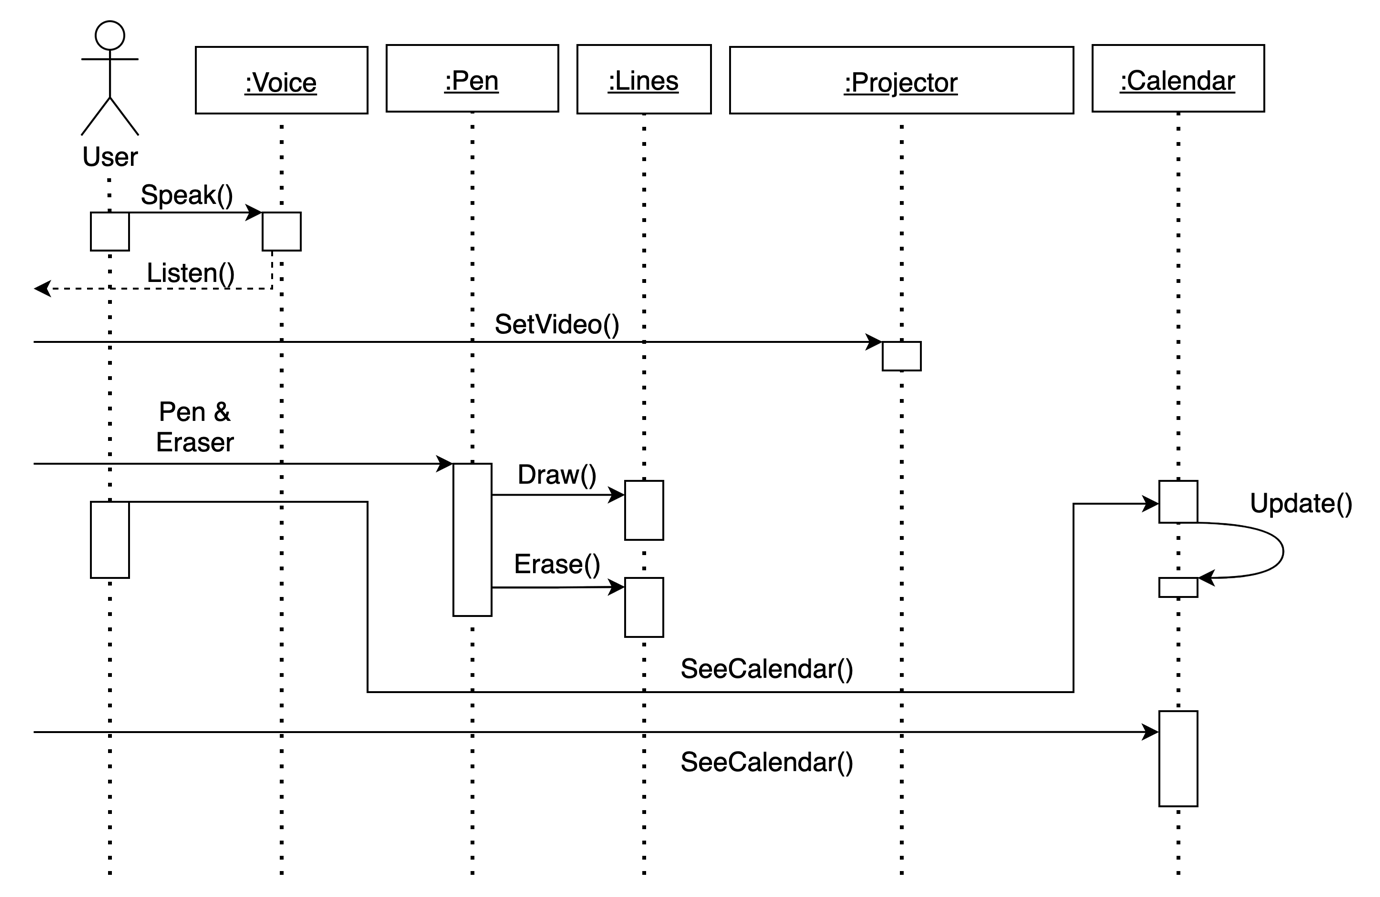 :Voice
:Pen
:Lines
:Projector
:Calendar
User
Speak()
Listen()
SetVideo()
Pen &
Eraser
Draw()
Update()
Erase()
SeeCalendar()
SeeCalendar()